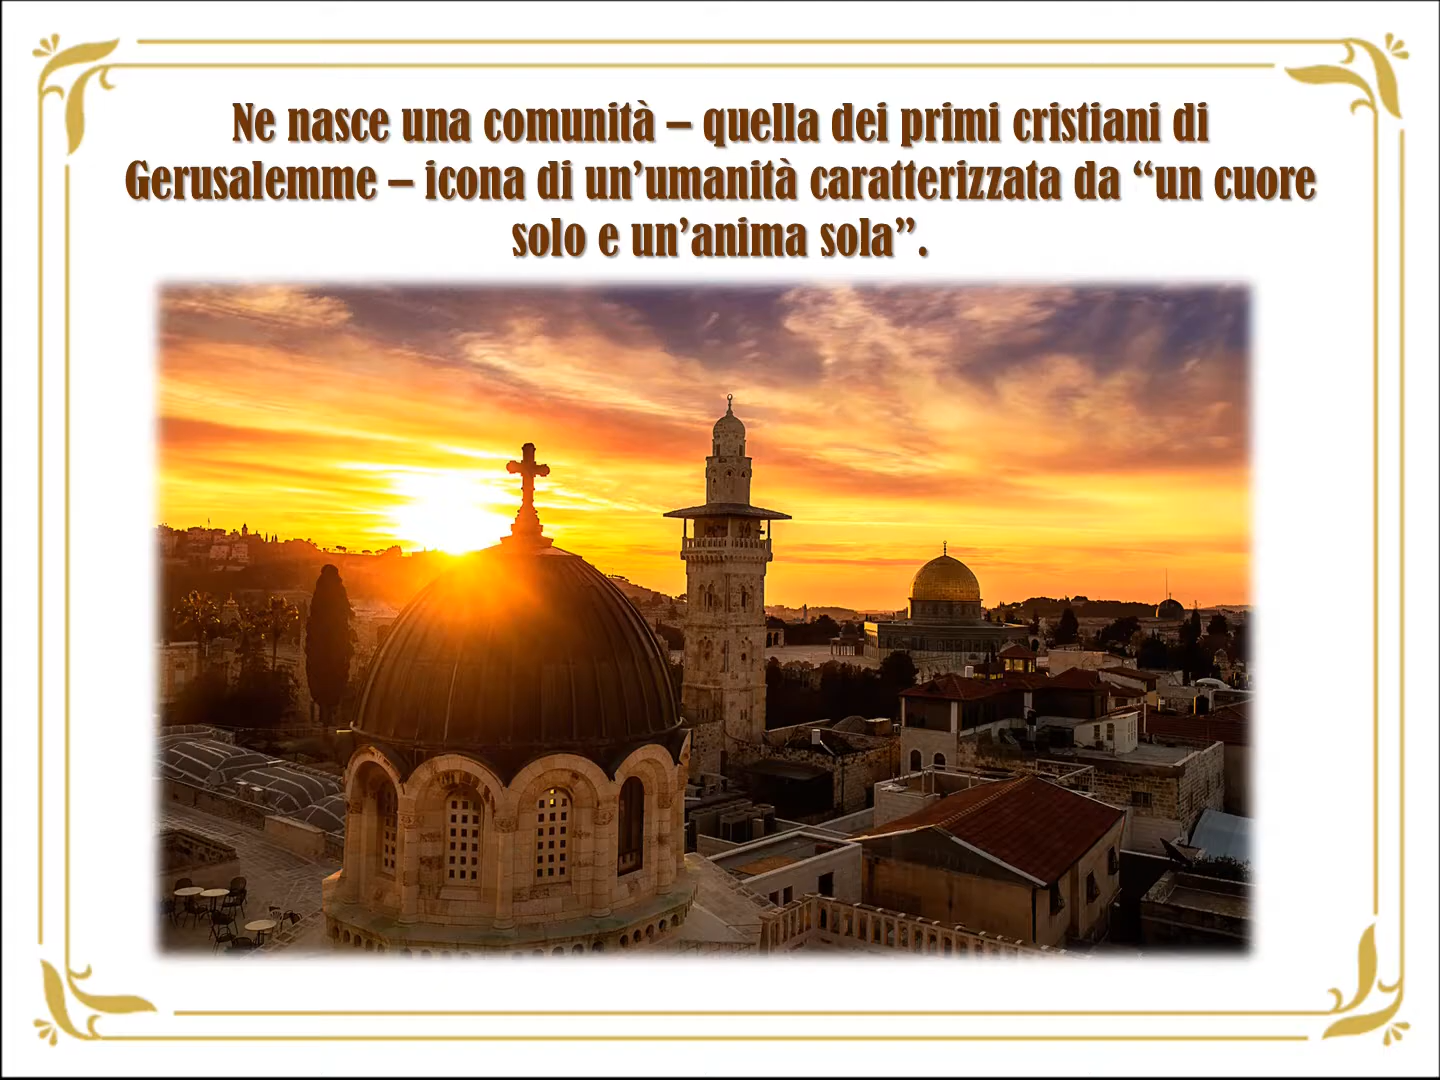 Ne nasce una comunità – quella dei primi cristiani di
Gerusalemme – icona di un’umanità caratterizzata da “un cuore
solo e un’anima sola”.